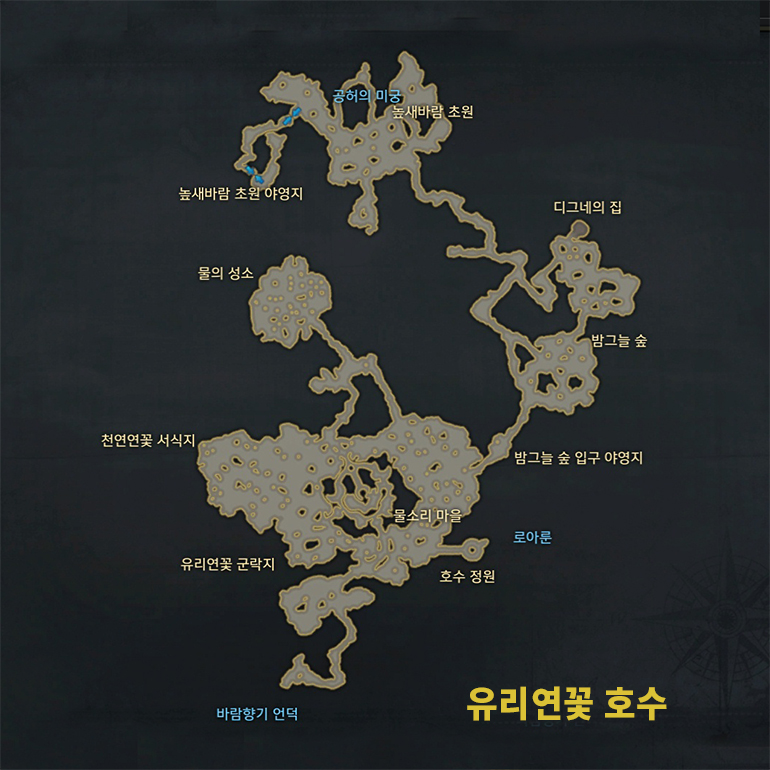 공허의 미궁
높새바람 초원
높새바람 초원 야영지
디그네의 집
물의 성소
밤그늘 숲
천연연꽃 서식지
밤그늘 숲 입구 야영지
물소리 마을
로아룬
유리연꽃 군락지
호수 정원
유리연꽃 호수
바람향기 언덕